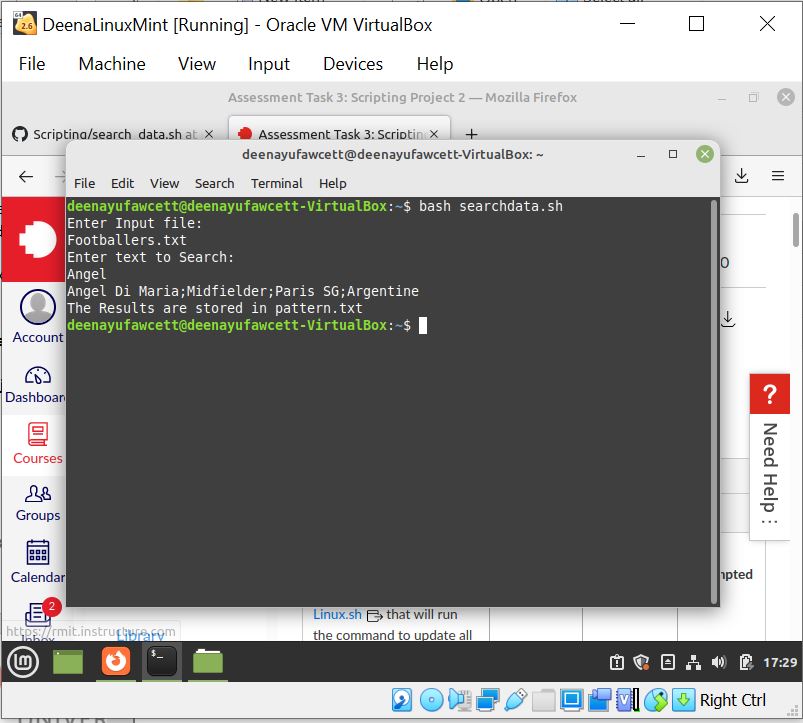 DeenaLinuxMint [Running] - Oracle VM VirtualBox
File Machine View Input Devices Help
Assessment Task 3: Scripting Project 2 — Mozilla Firefox
Scripting/search_data.sh at
Assessment Task 3: Scripting
deenayufawcett@deenayufawcett-VirtualBox: ~
File Edit View Search Terminal Help
deenayufawcett@deenayufawcett-VirtualBox:~$ bash searchdata.sh
Enter Input file:
Footballers.txt
Enter text to Search:
Angel
Angel Di Maria;Midfielder;Paris SG;Argentine
The Results are stored in pattern.txt
deenayufawcett@deenayufawcett-VirtualBox:~$
Account
Dashboar
Courses
Groups
Calendar
2
Inbox
?
Need Help
Linux.sh that will run
the command to update all
https://rmit.instructure.com
Library
17:29
Right Ctrl